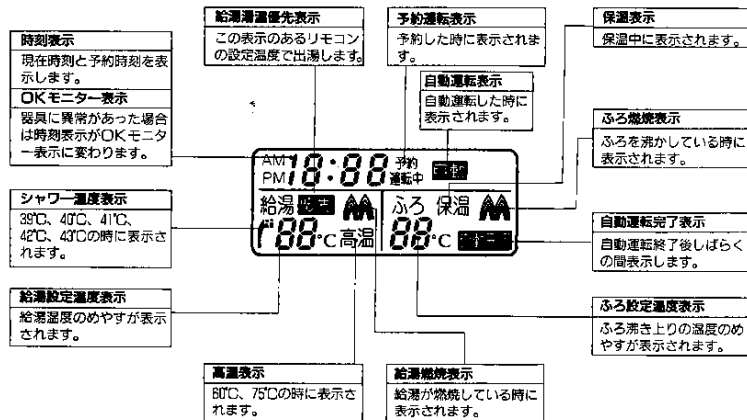 給湯湯温優先表示
この表示のあるリモコン
の設定温度で出湯します。
予約運転表示
予約した時に表示されま
す。
保温表示
保温中に表示されます。
時刻表示
現在時刻と予約時刻を表
示します。
OKモニター表示
器具に異常があった場合
は時刻表示がOKモニタ
ー表示に変わります。
自動運転表示
自動運転した時に
表示されます。
ふろ燃焼表示
ふろを沸かしている時に
表示されます。
AM 18:88 予約 自動
PM 運転中
給湯 優先 ふろ 保温
88℃ 高温 88℃
シャワー温度表示
39℃、40℃、41℃、
42℃、43℃の時に表示さ
れます。
自動運転完了表示
自動運転終了後しばらく
の間表示します。
給湯設定温度表示
給湯温度のめやすが表示
されます。
ふろ設定温度表示
ふろ沸き上りの温度のめ
やすが表示されます。
高温表示
60℃、75℃の時に表示さ
れます。
給湯燃焼表示
給湯が燃焼している時に
表示されます。